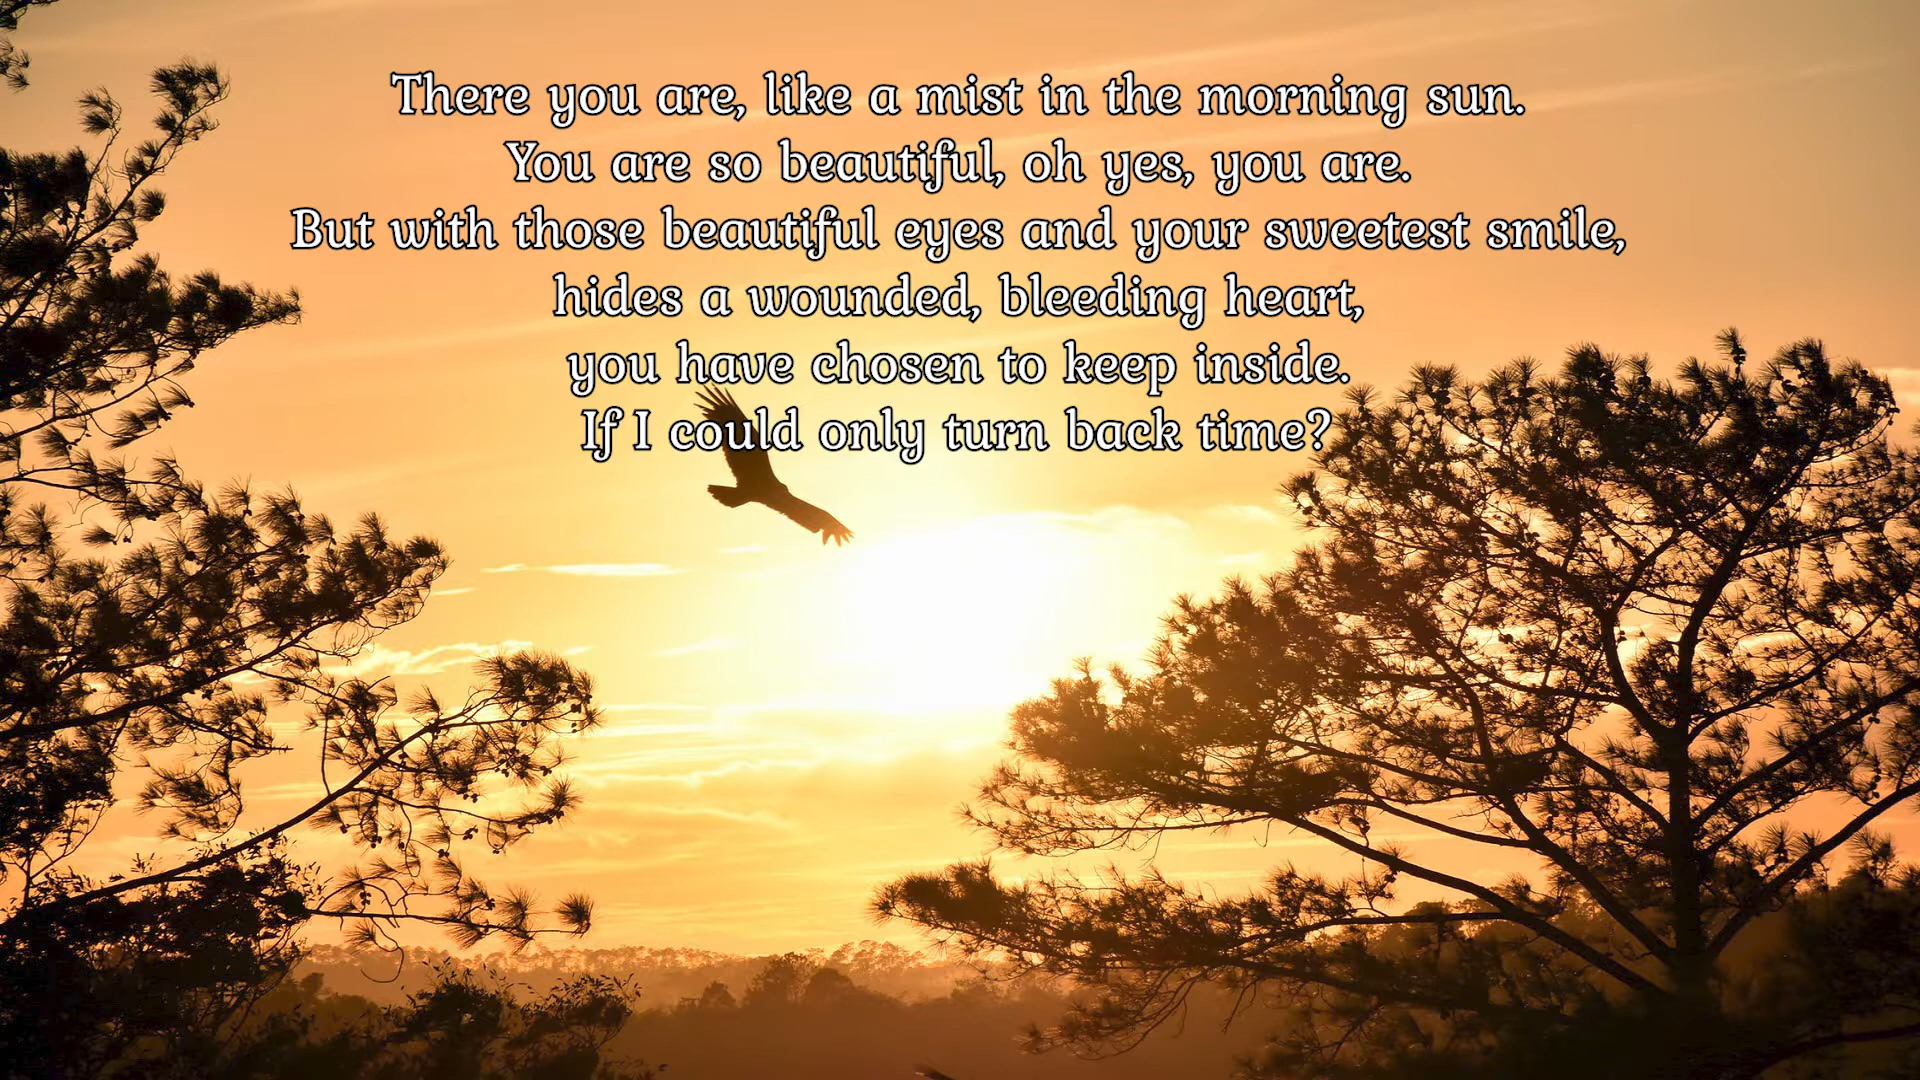 There you are, like a mist in the morning sun.
You are so beautiful, oh yes, you are.
But with those beautiful eyes and your sweetest smile,
hides a wounded, bleeding heart,
you have chosen to keep inside.
If I could only turn back time?